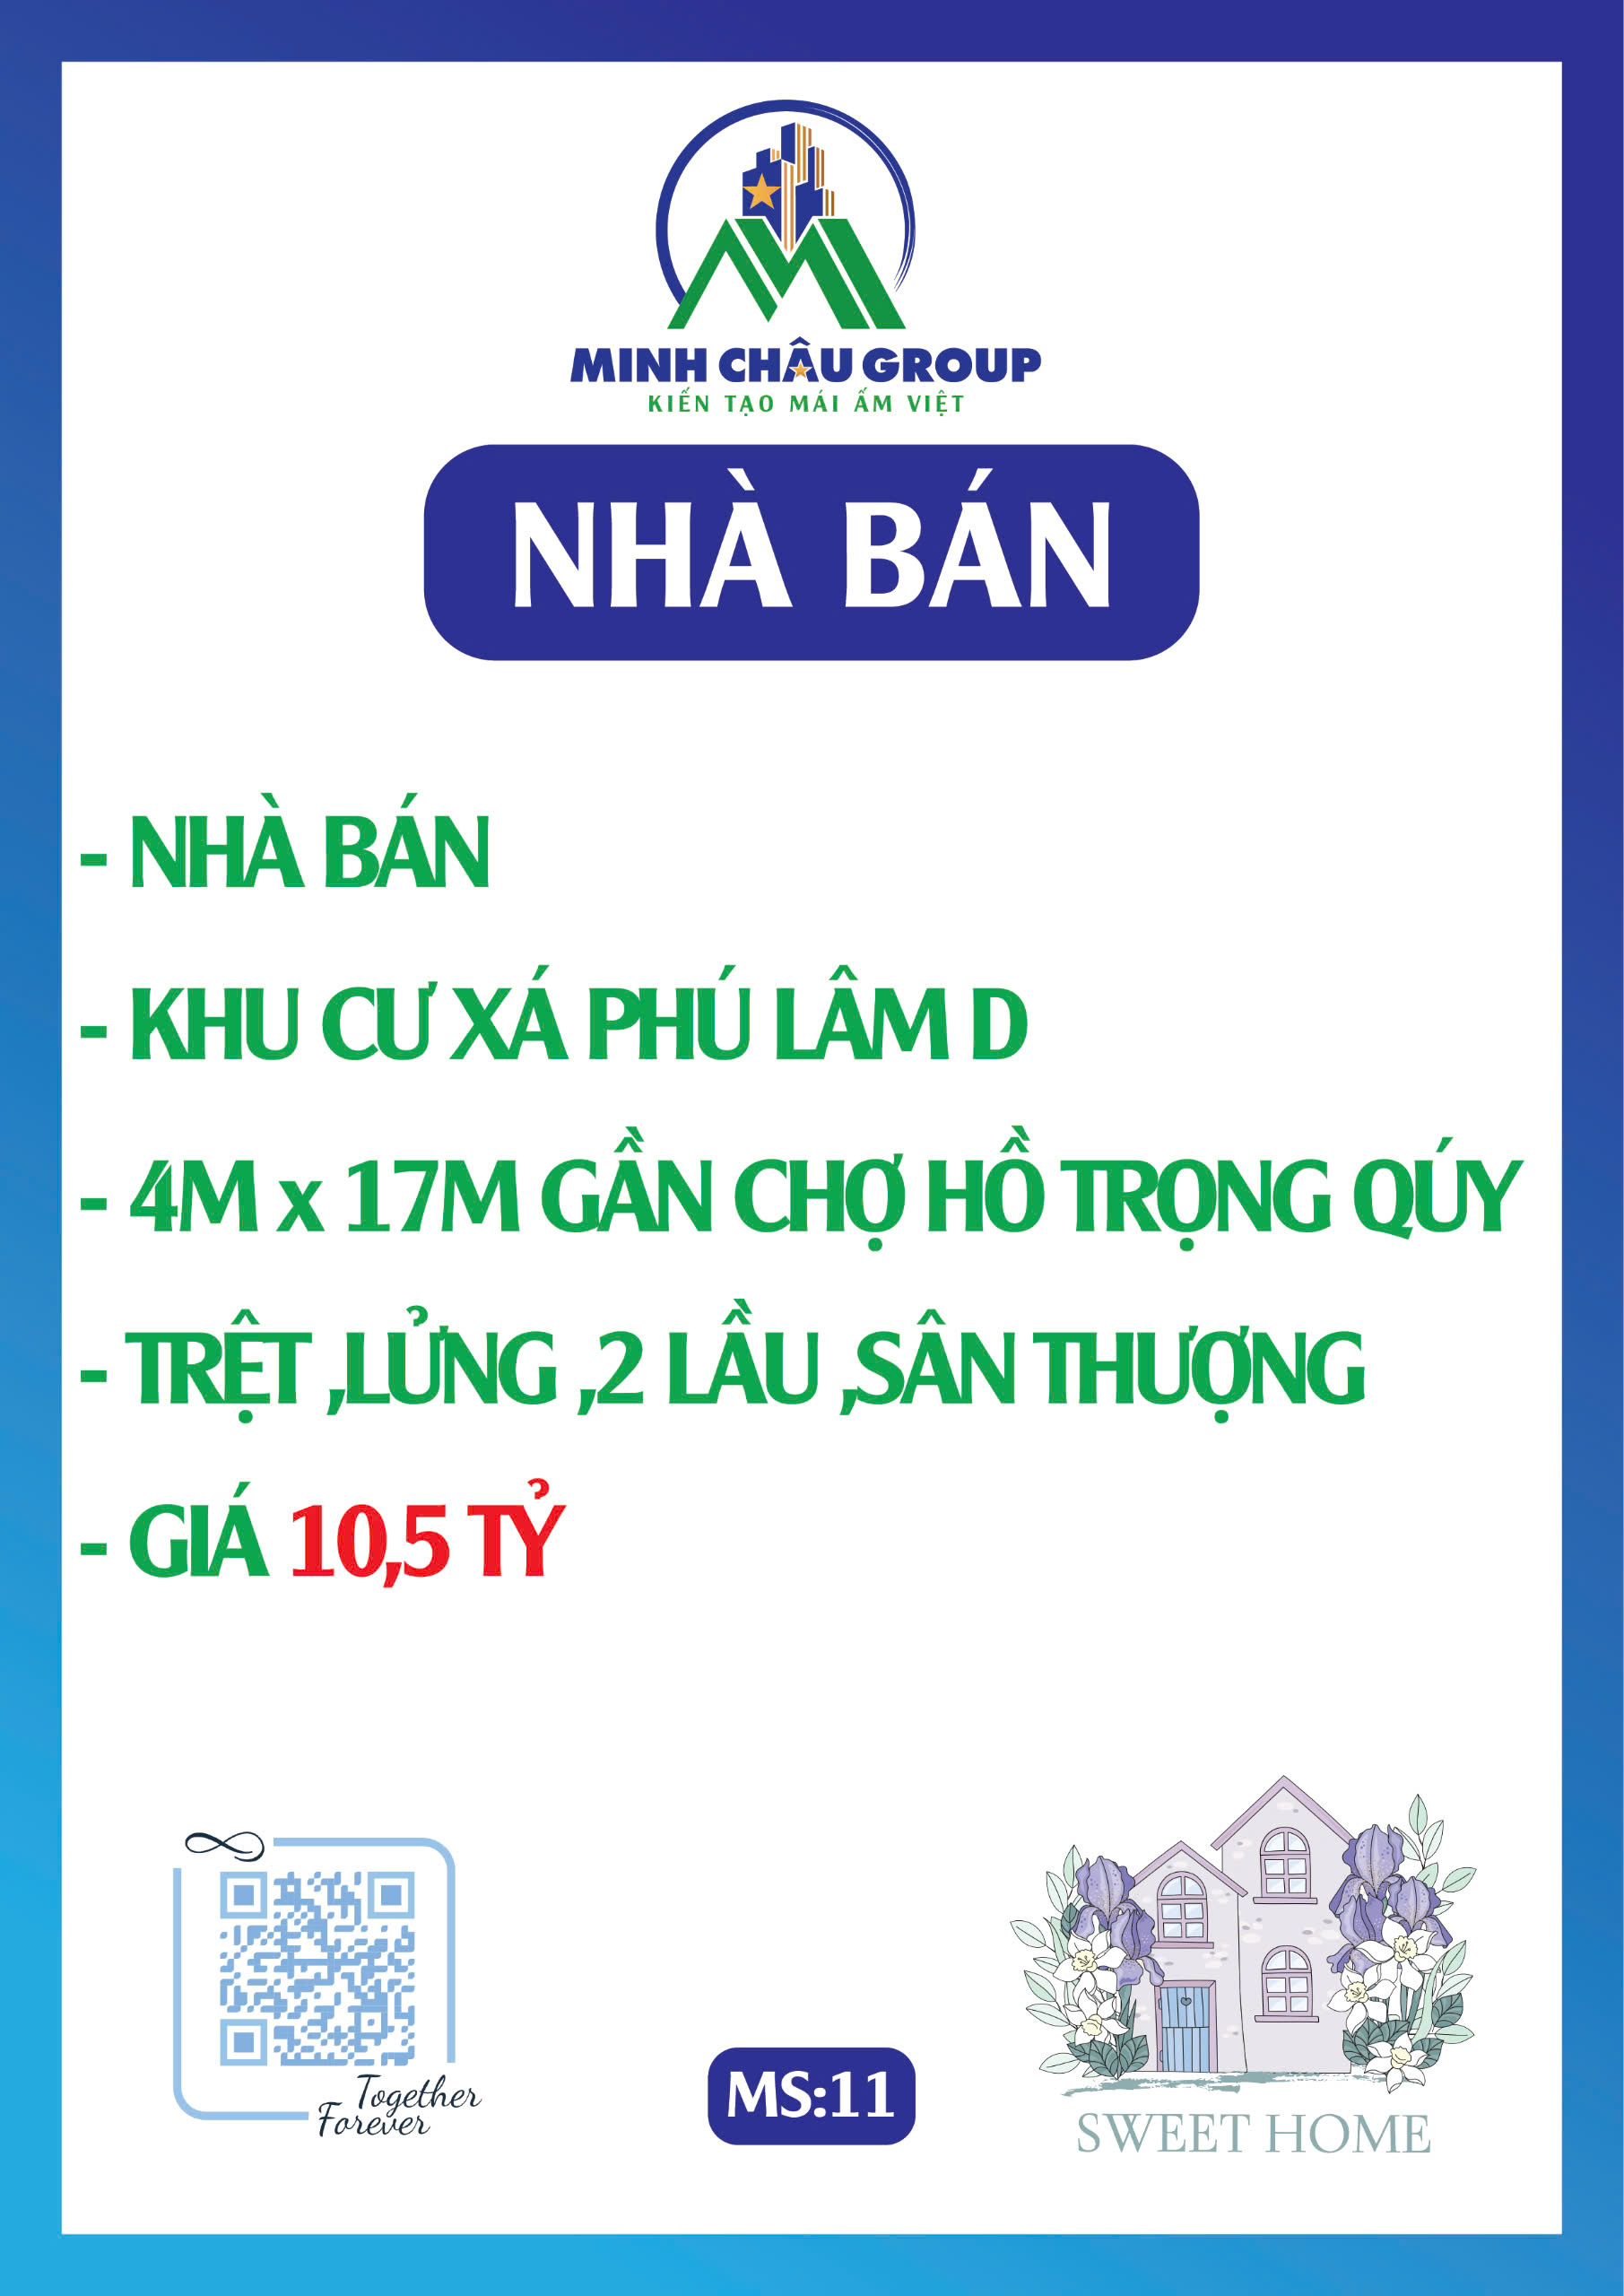 MINH CHÂU GROUP
KIẾN TẠO MÁI ẤM VIỆT
NHÀ BÁN
- NHÀ BÁN
- KHU CƯ XÁ PHÚ LÂM D
- 4M x 17M GẦN CHỢ HỒ TRỌNG QÚY
- TRỆT ,LỬNG ,2 LẦU ,SÂN THƯỢNG
- GIÁ 10,5 TỶ
Together
Forever
MS:11
SWEET HOME